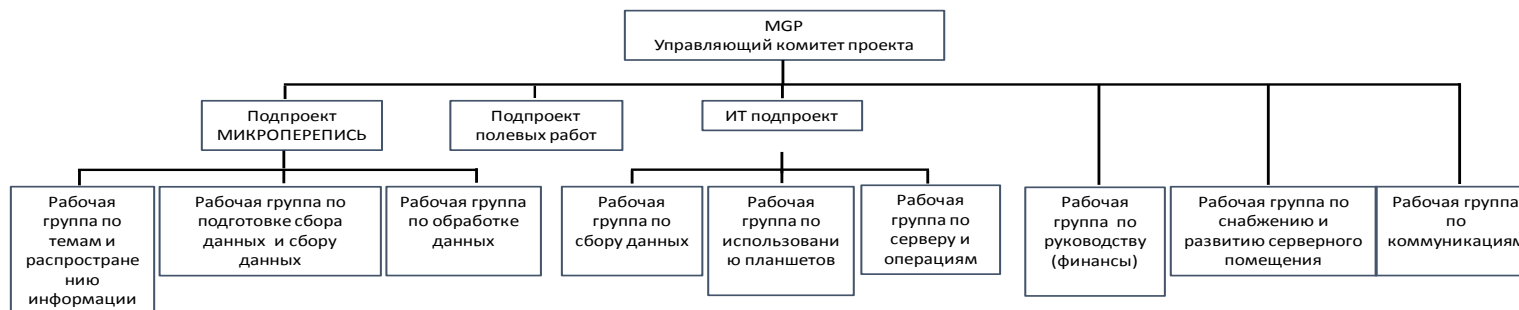 MGP
Управляющий комитет проекта
Подпроект
МИКРОПЕРЕПИСЬ
Подпроект
полевых работ
ИТ подпроект
Рабочая
группа по
темам и
распростране
нию
информации
Рабочая группа по
подготовке сбора
данных и сбору
данных
Рабочая группа
по обработке
данных
Рабочая
группа по
сбору данных
Рабочая
группа по
использовани
ю планшетов
Рабочая
группа по
серверу и
операциям
Рабочая
группа по
руководству
(финансы)
Рабочая группа по
снабжению и
развитию серверного
помещения
Рабочая группа
по
коммуникациям